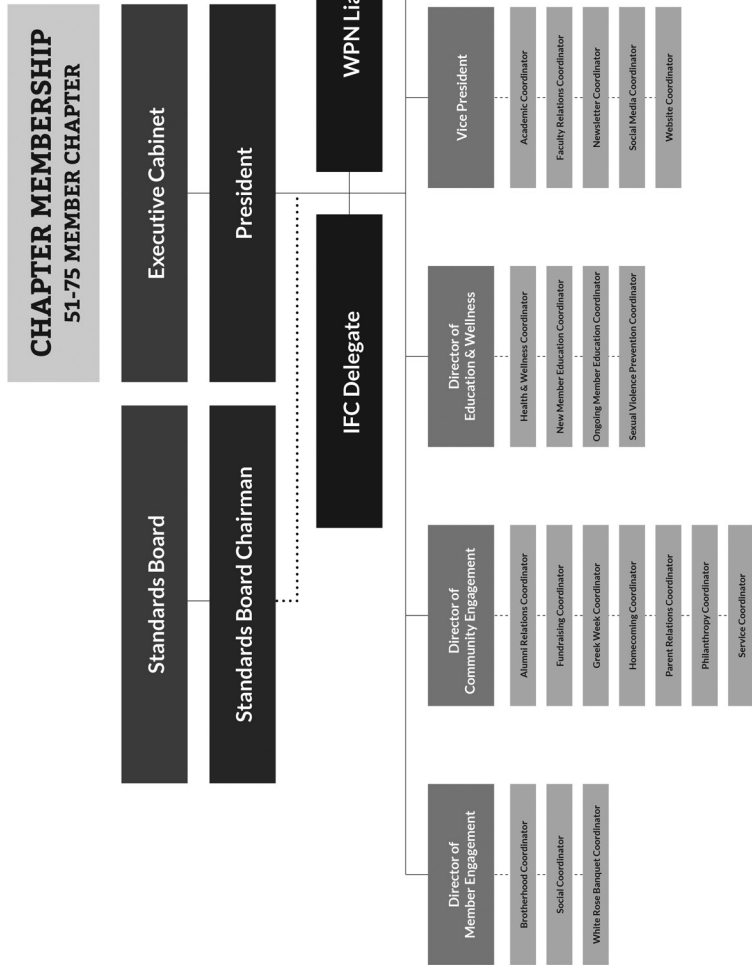 CHAPTER MEMBERSHIP
51-75 MEMBER CHAPTER
Standards Board
Executive Cabinet
Standards Board Chairman
President
IFC Delegate
WPN
Director of
Member Engagement
Brotherhood Coordinator
Social Coordinator
White Rose Banquet Coordinator
Director of
Community Engagement
Alumni Relations Coordinator
Fundraising Coordinator
Greek Week Coordinator
Homecoming Coordinator
Parent Relations Coordinator
Philanthropy Coordinator
Service Coordinator
Director of
Education & Wellness
Health & Wellness Coordinator
New Member Education Coordinator
Ongoing Member Education Coordinator
Sexual Violence Prevention Coordinator
Vice President
Academic Coordinator
Faculty Relations Coordinator
Newsletter Coordinator
Social Media Coordinator
Website Coordinator